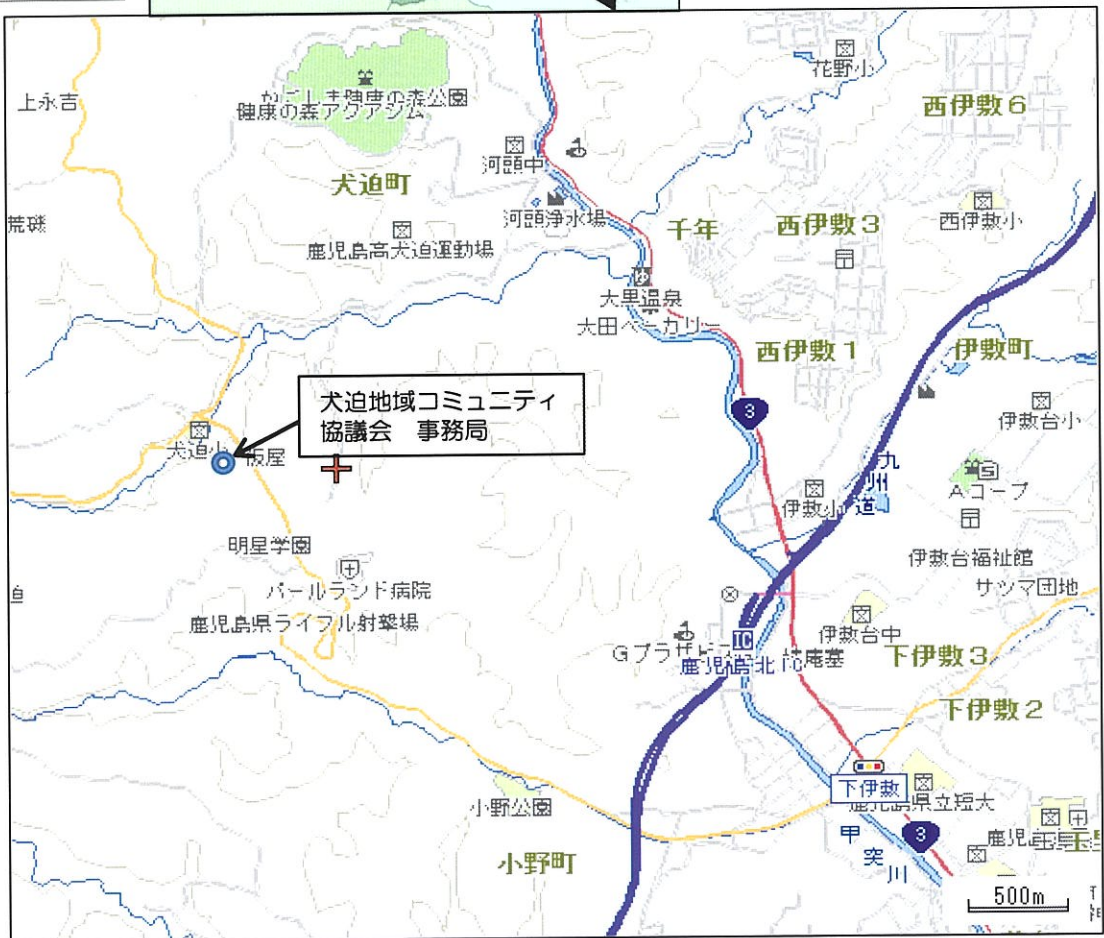 花野小
上永吉
かごしま健康の森公園
健康の森アクアジム
西伊敷6
河頭中
犬迫町
西伊敷小
河頭浄水場
荒磯
千年
西伊敷3
鹿児島高犬迫運動場
大里温泉
大田ベーカリー
西伊敷1
伊敷町
犬迫地域コミュニティ
協議会 事務局
3
伊敷台小
犬迫小
仮屋
九州道
Aコープ
伊敷小
明星学園
伊敷台福祉館
パールランド病院
サツマ団地
迫
鹿児島県ライフル射撃場
伊敷台中
IC
Gプラザ
鹿児島北IC
下伊敷3
下伊敷2
下伊敷
鹿児島県立短大
小野公園
甲突川
3
小野町
500m